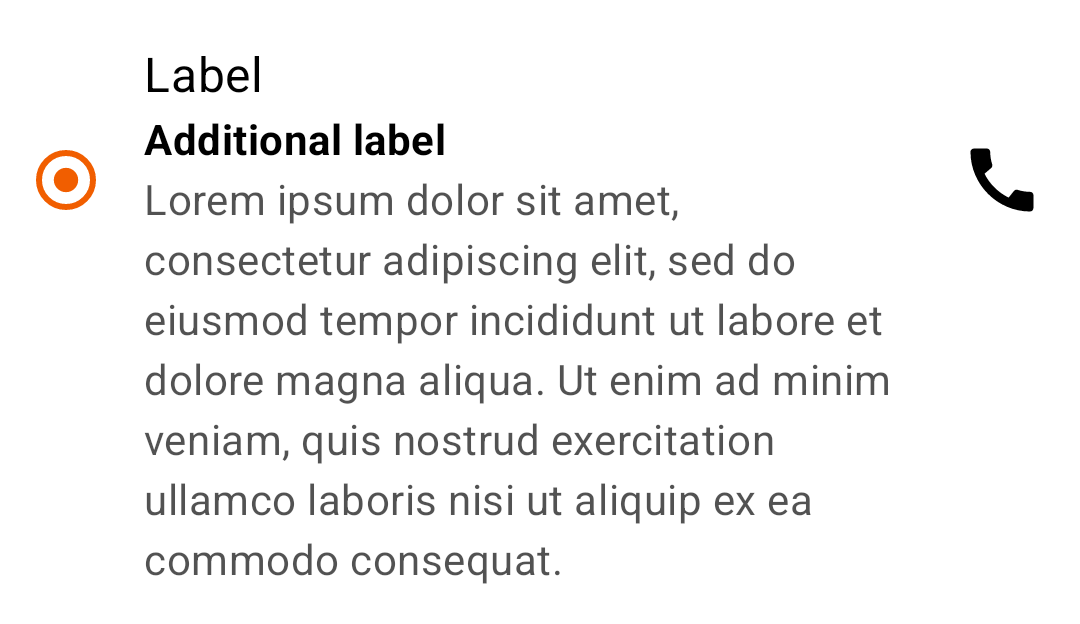 Label
Additional label
Lorem ipsum dolor sit amet,
consectetur adipiscing elit, sed do
eiusmod tempor incididunt ut labore et
dolore magna aliqua. Ut enim ad minim
veniam, quis nostrud exercitation
ullamco laboris nisi ut aliquip ex ea
commodo consequat.